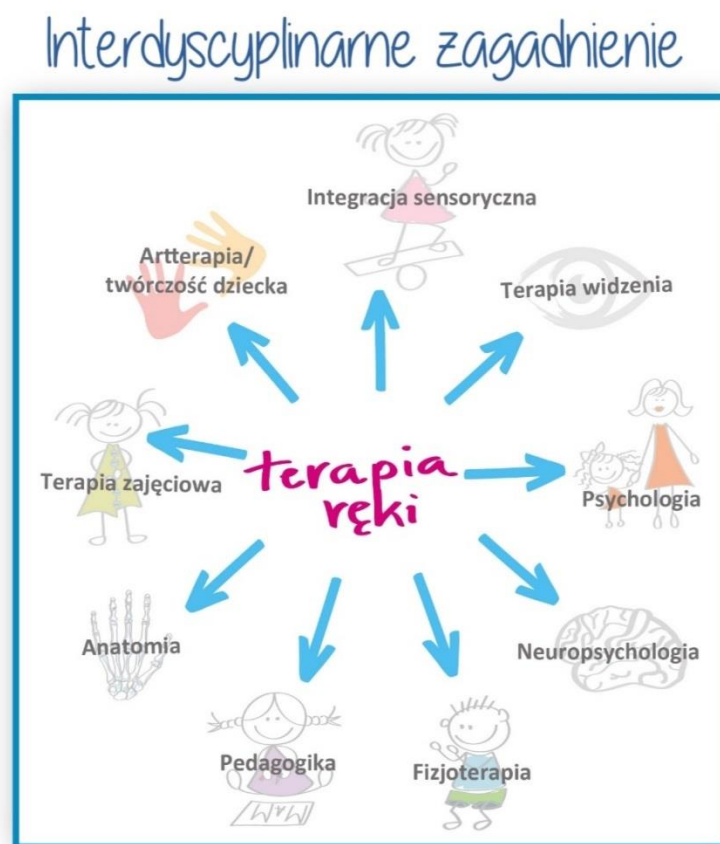 Interdyscyplinarne zagadnienie
Integracja sensoryczna
Artterapia/
twórczość dziecka
Terapia widzenia
terapia
ręki
Terapia zajęciowa
Psychologia
Anatomia
Neuropsychologia
Pedagogika
Fizjoterapia